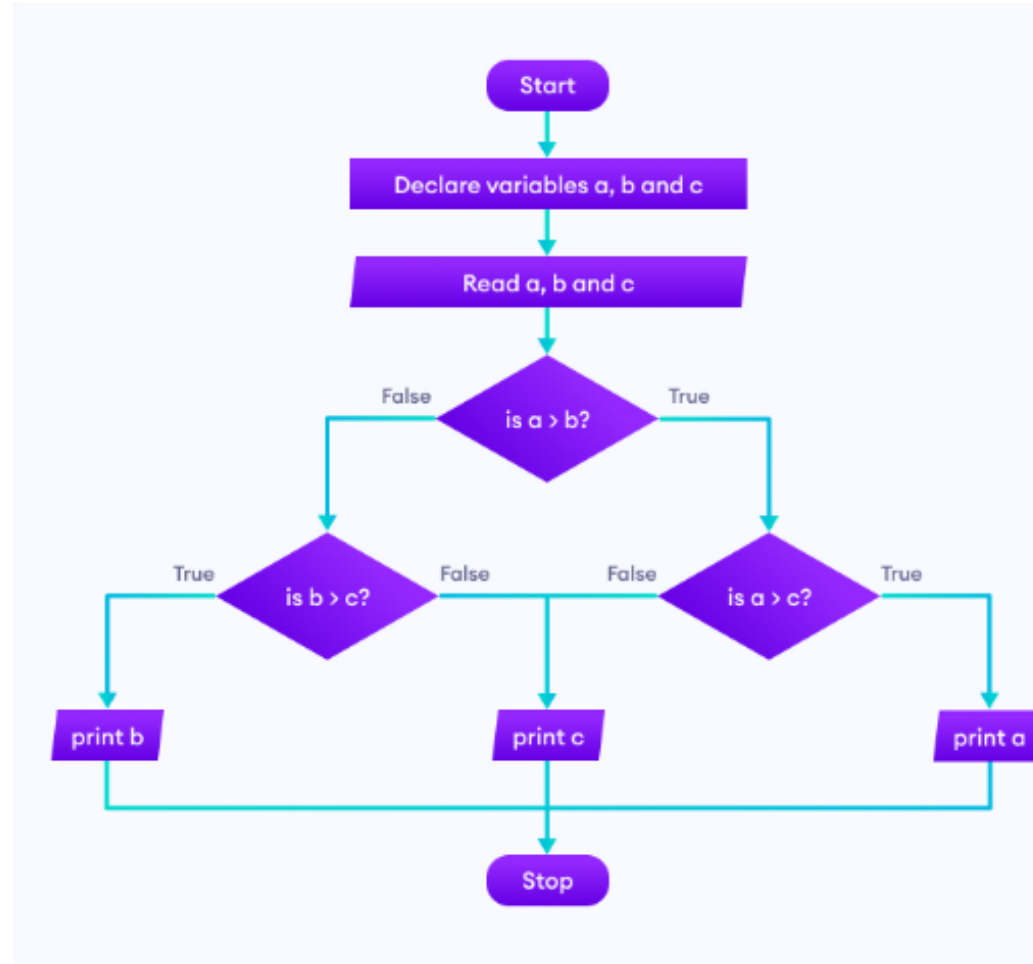 Start
Declare variables a, b and c
Read a, b and c
False
True
is a > b?
True
False
False
True
is b > c?
is a > c?
print b
print c
print a
Stop